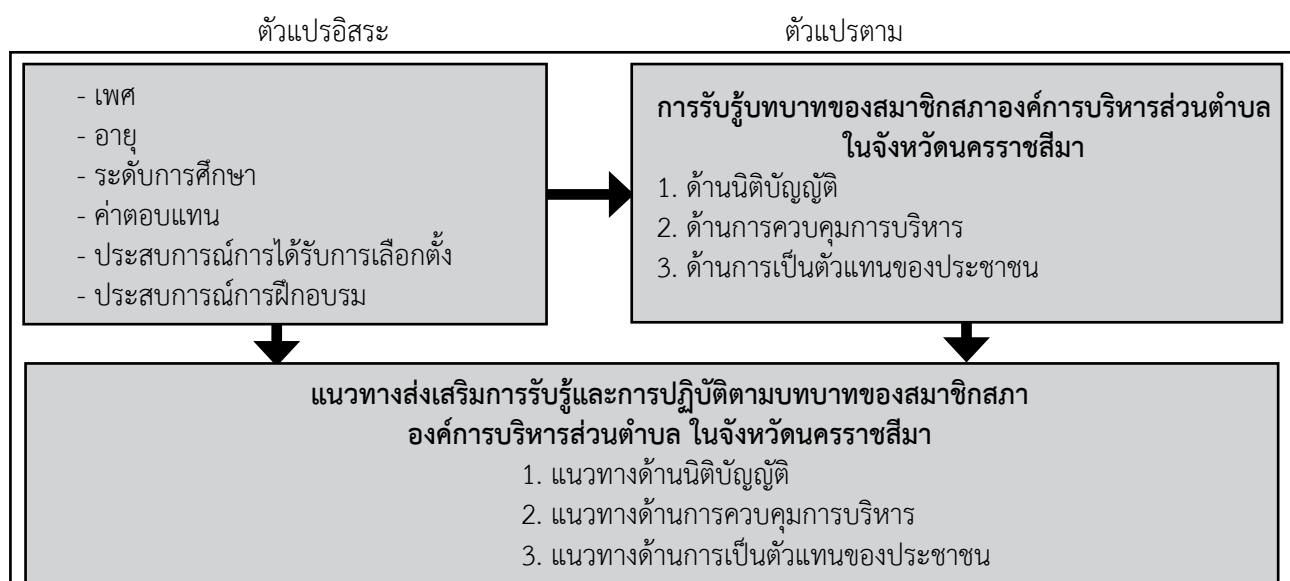 ตัวแปรอิสระ
ตัวแปรตาม
- เพศ
- อายุ
- ระดับการศึกษา
- ค่าตอบแทน
- ประสบการณ์การได้รับการเลือกตั้ง
- ประสบการณ์การฝึกอบรม
การรับรู้บทบาทของสมาชิกสภาองค์การบริหารส่วนตำบล
ในจังหวัดนครราชสีมา
1. ด้านนิติบัญญัติ
2. ด้านการควบคุมการบริหาร
3. ด้านการเป็นตัวแทนของประชาชน
แนวทางส่งเสริมการรับรู้และการปฏิบัติตามบทบาทของสมาชิกสภา
องค์การบริหารส่วนตำบล ในจังหวัดนครราชสีมา
1. แนวทางด้านนิติบัญญัติ
2. แนวทางด้านการควบคุมการบริหาร
3. แนวทางด้านการเป็นตัวแทนของประชาชน